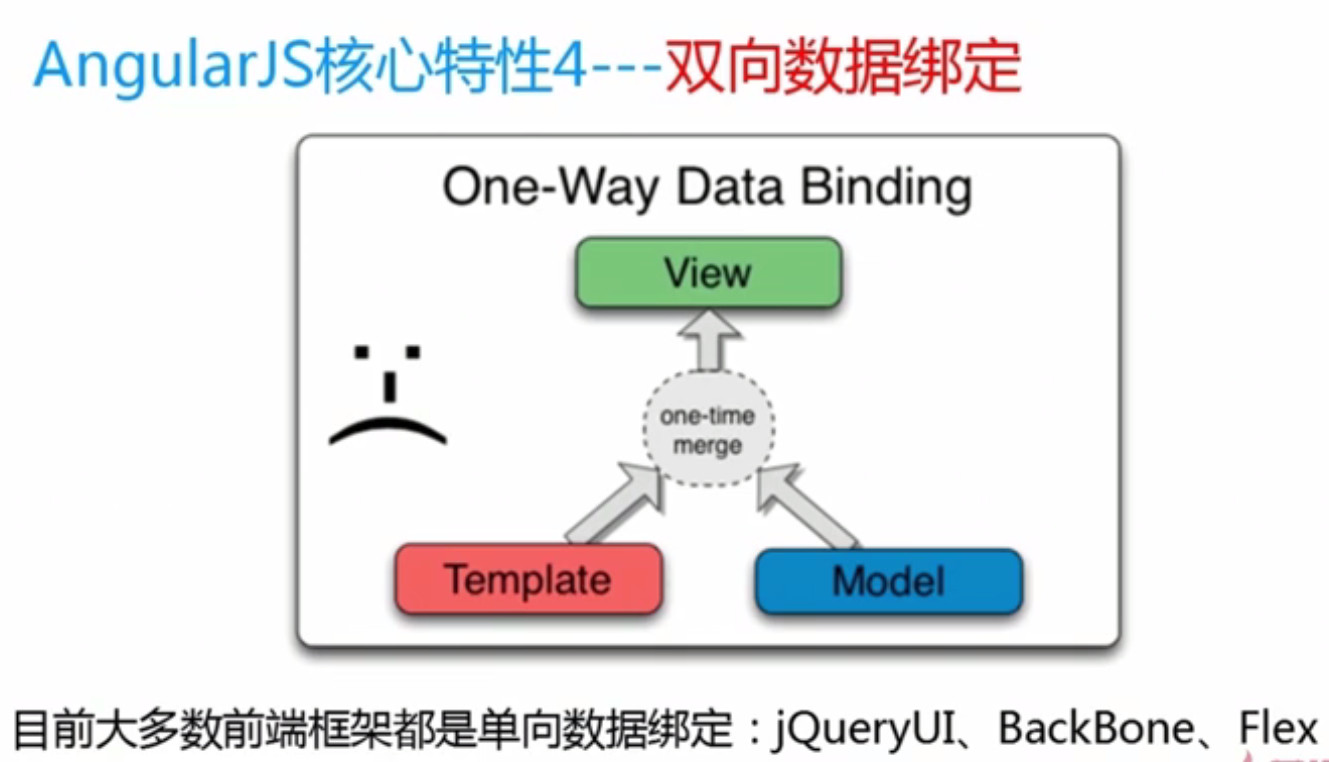 AngularJS核心特性4---双向数据绑定
One-Way Data Binding
View
one-time
merge
Template
Model
目前大多数前端框架都是单向数据绑定：jQueryUI、BackBone、Flex